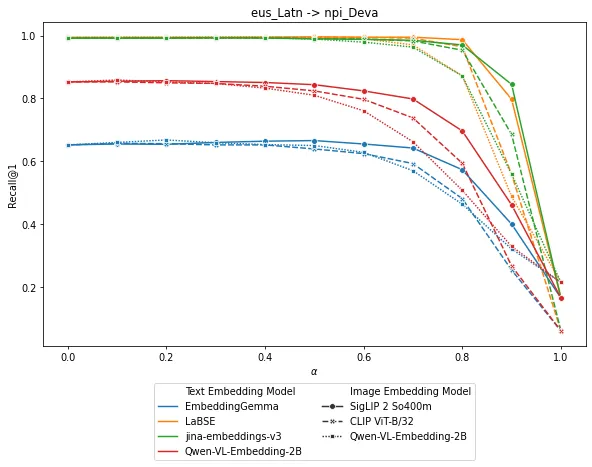 eus_Latn -> npi_Deva
1.0
0.8
0.6
0.4
0.2
Recall@1
0.0 0.2 0.4 0.6 0.8 1.0
α
Text Embedding Model Image Embedding Model
EmbeddingGemma SigLIP 2 So400m
LaBSE CLIP ViT-B/32
jina-embeddings-v3 Qwen-VL-Embedding-2B
Qwen-VL-Embedding-2B